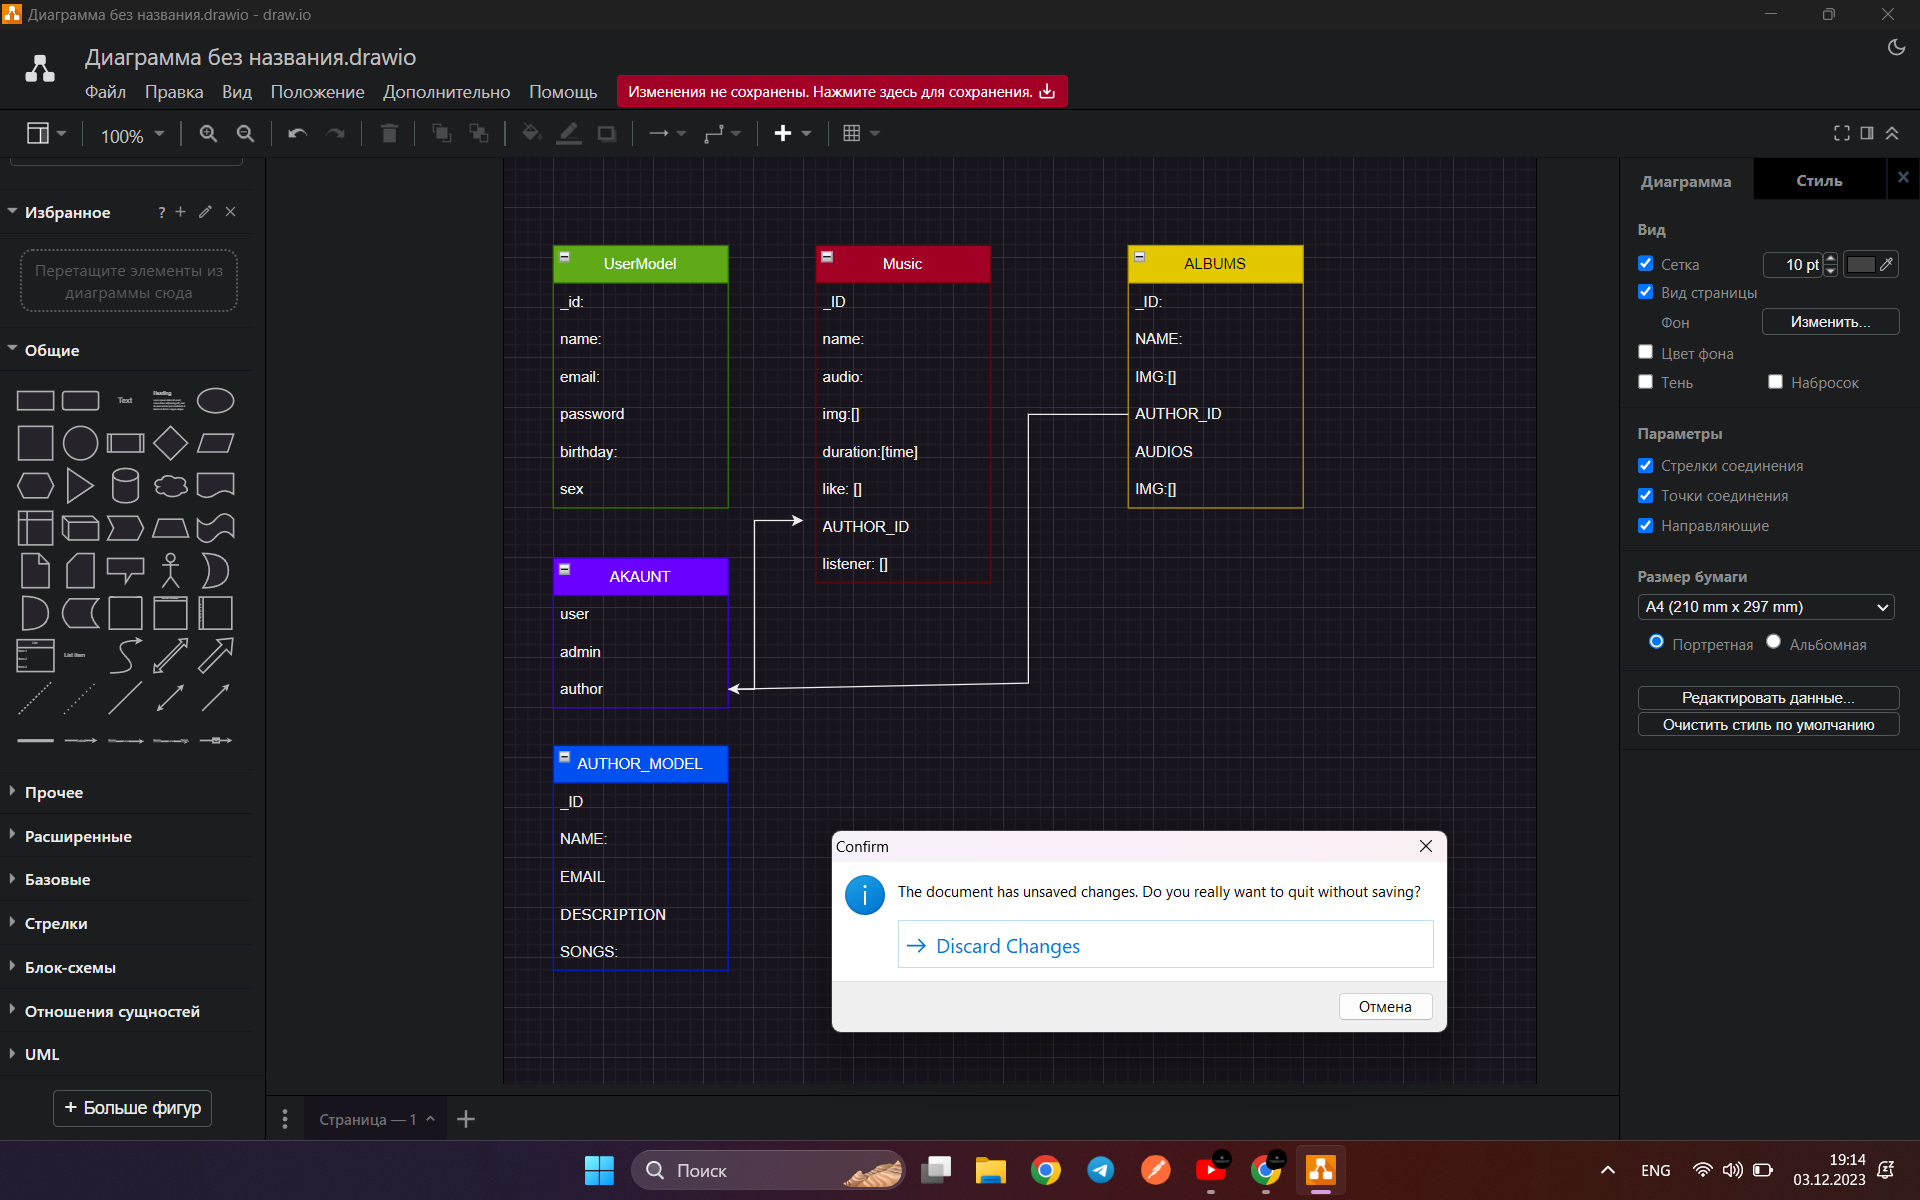 Диаграмма без названия.drawio - draw.io
Диаграмма без названия.drawio
Файл Правка Вид Положение Дополнительно Помощь
Изменения не сохранены. Нажмите здесь для сохранения.
100%
Избранное
?
Перетащите элементы из
диаграммы сюда
Общие
Text
Heading
List Item
Прочее
Расширенные
Базовые
Стрелки
Блок-схемы
Отношения сущностей
UML
+ Больше фигур
UserModel
_id:
name:
email:
password
birthday:
sex
AKAUNT
user
admin
author
AUTHOR_MODEL
_ID
NAME:
EMAIL
DESCRIPTION
SONGS:
Music
_ID
name:
audio:
img:[]
duration:[time]
like: []
AUTHOR_ID
listener: []
ALBUMS
_ID:
NAME:
IMG:[]
AUTHOR_ID
AUDIOS
IMG:[]
Confirm
The document has unsaved changes. Do you really want to quit without saving?
Discard Changes
Отмена
Диаграмма
Стиль
Вид
Сетка
10 pt
Вид страницы
Фон
Изменить...
Цвет фона
Тень
Набросок
Параметры
Стрелки соединения
Точки соединения
Направляющие
Размер бумаги
A4 (210 mm x 297 mm)
Портретная
Альбомная
Редактировать данные...
Очистить стиль по умолчанию
Страница — 1
Поиск
ENG
19:14
03.12.2023